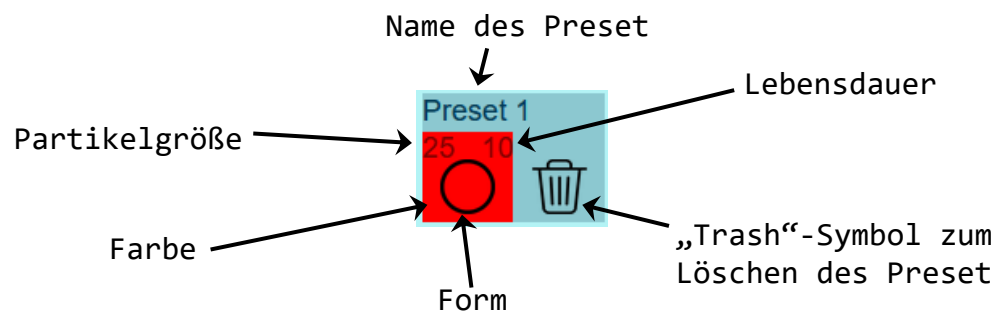 Name des Preset
Lebensdauer
Preset 1
Partikelgröße
25 10
Farbe
„Trash“-Symbol zum
Löschen des Preset
Form